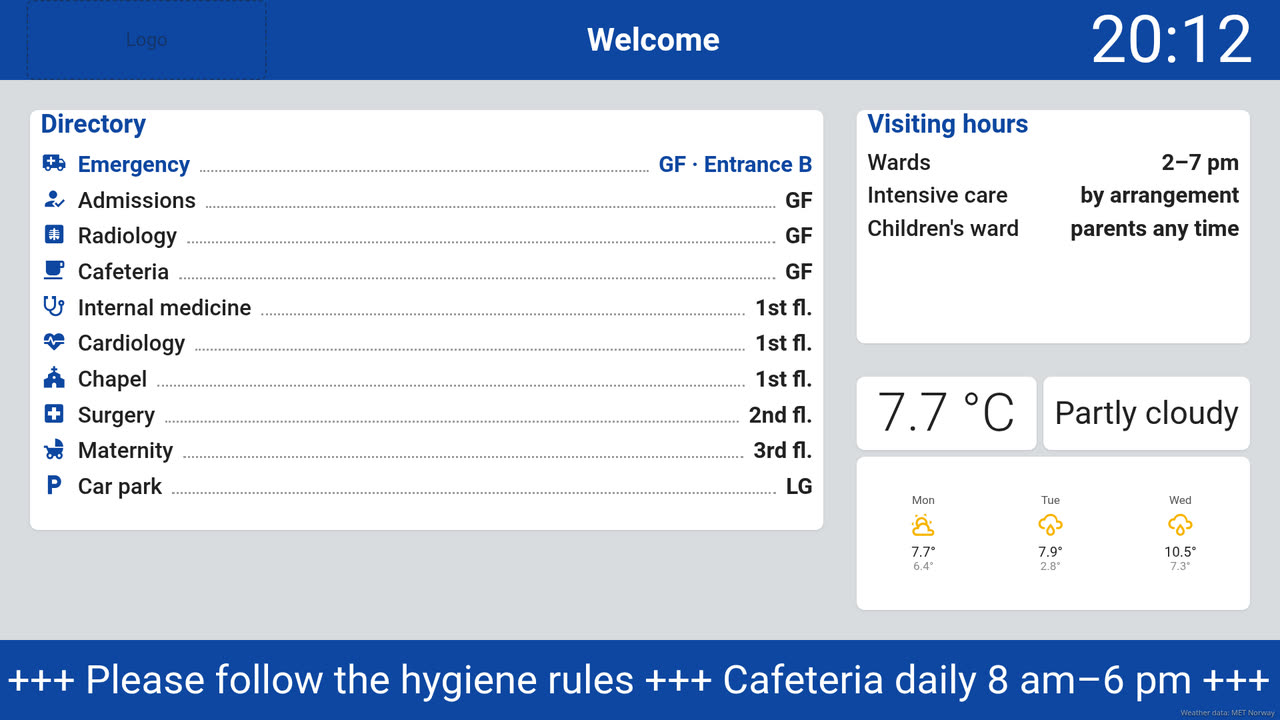 Logo
Welcome
20:12
Directory
Emergency GF · Entrance B
Admissions GF
Radiology GF
Cafeteria GF
Internal medicine 1st fl.
Cardiology 1st fl.
Chapel 1st fl.
Surgery 2nd fl.
Maternity 3rd fl.
P Car park LG
Visiting hours
Wards 2–7 pm
Intensive care by arrangement
Children's ward parents any time
7.7 °C Partly cloudy
Mon Tue Wed
7.7° 7.9° 10.5°
6.4° 2.8° 7.3°
+++ Please follow the hygiene rules +++ Cafeteria daily 8 am–6 pm +++
Weather data: MET Norway